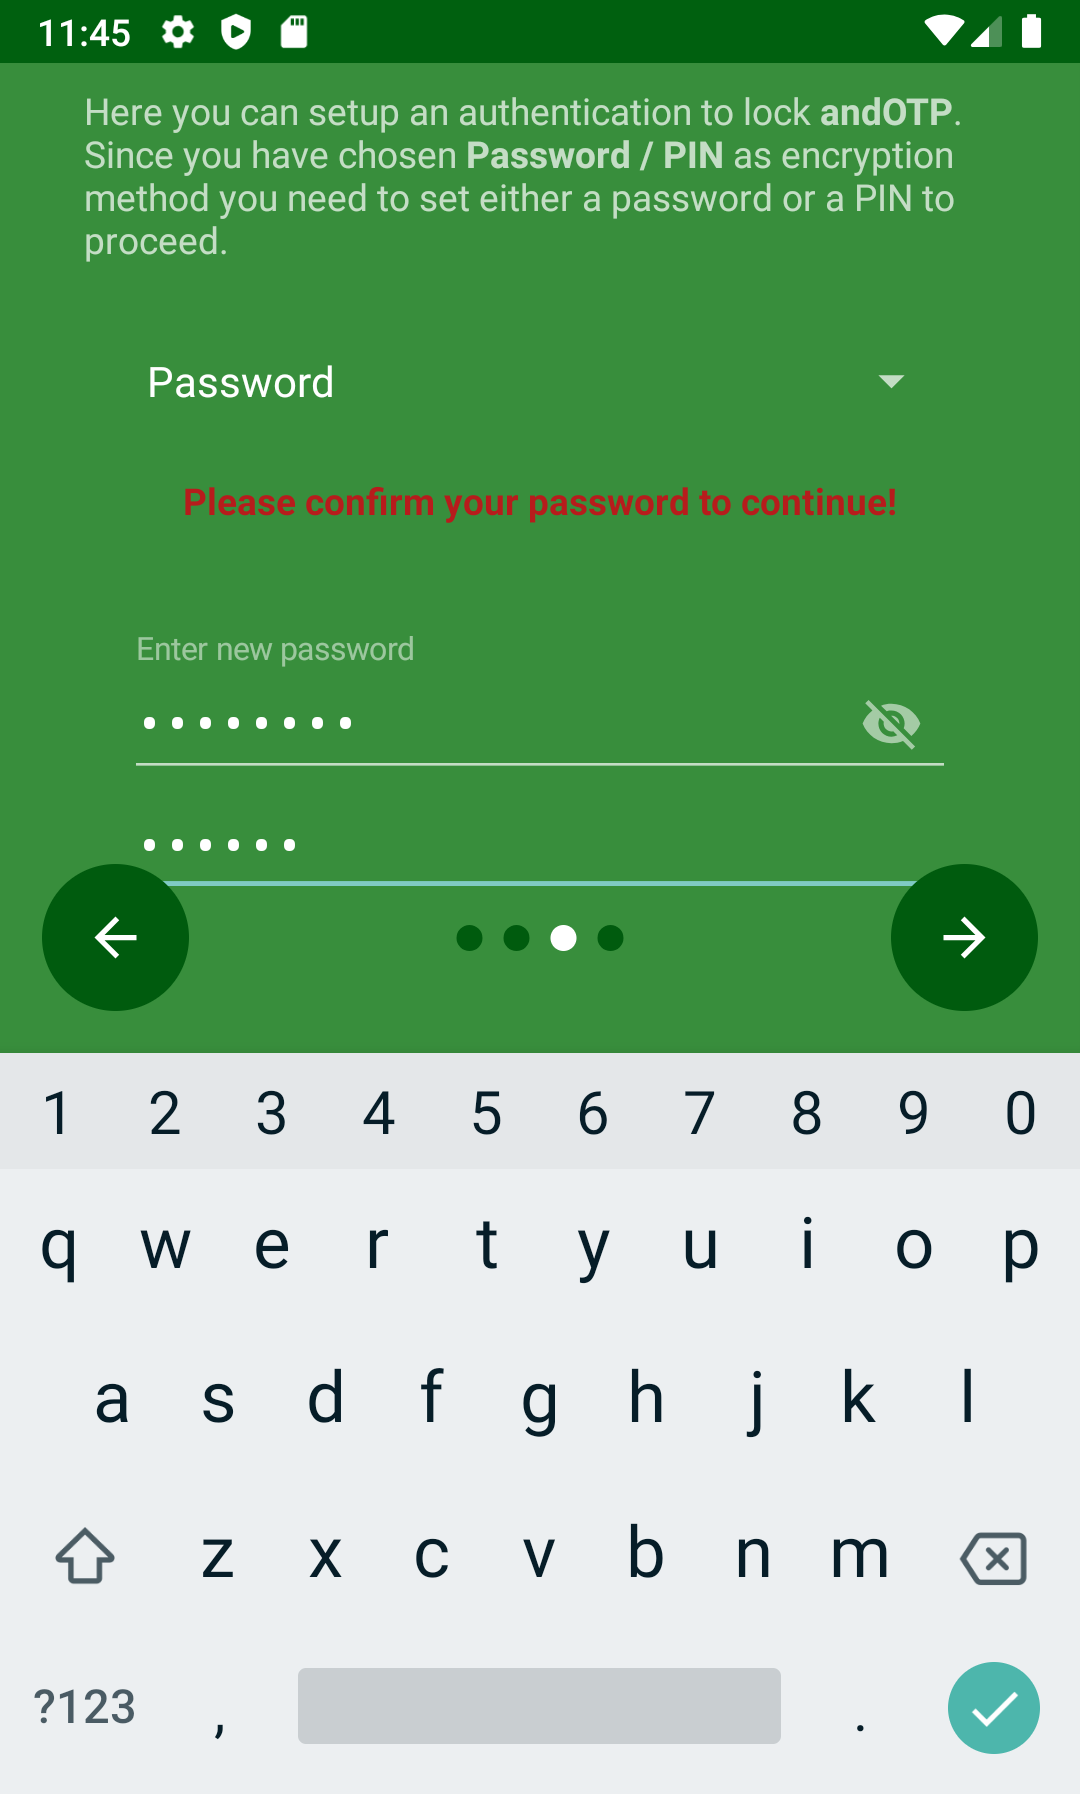 11:45
Here you can setup an authentication to lock andOTP.
Since you have chosen Password / PIN as encryption
method you need to set either a password or a PIN to
proceed.
Password
Please confirm your password to continue!
Enter new password
••••••••
••••••
1 2 3 4 5 6 7 8 9 0
q w e r t y u i o p
a s d f g h j k l
z x c v b n m
?123 , .